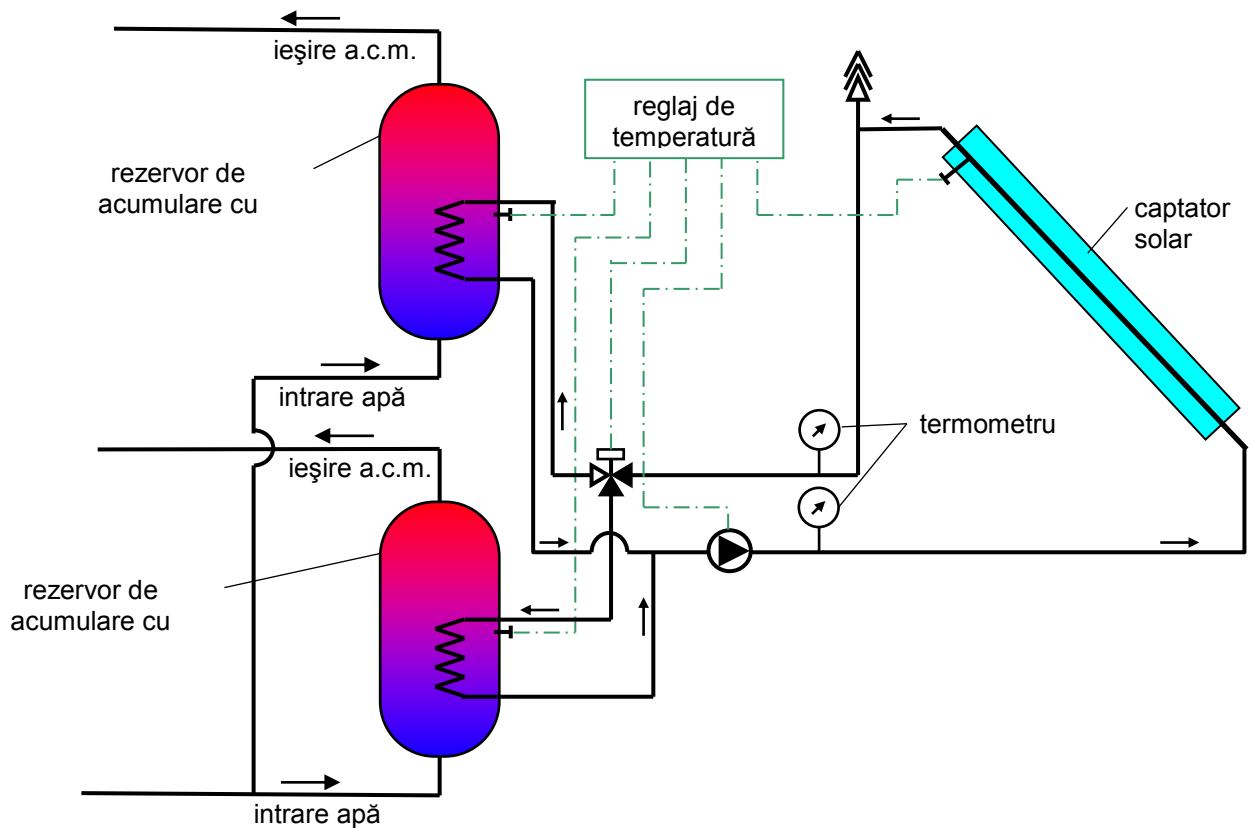 ieşire a.c.m.
reglaj de
temperatură
rezervor de
acumulare cu
captator
solar
intrare apă
termometru
ieşire a.c.m.
rezervor de
acumulare cu
intrare apă